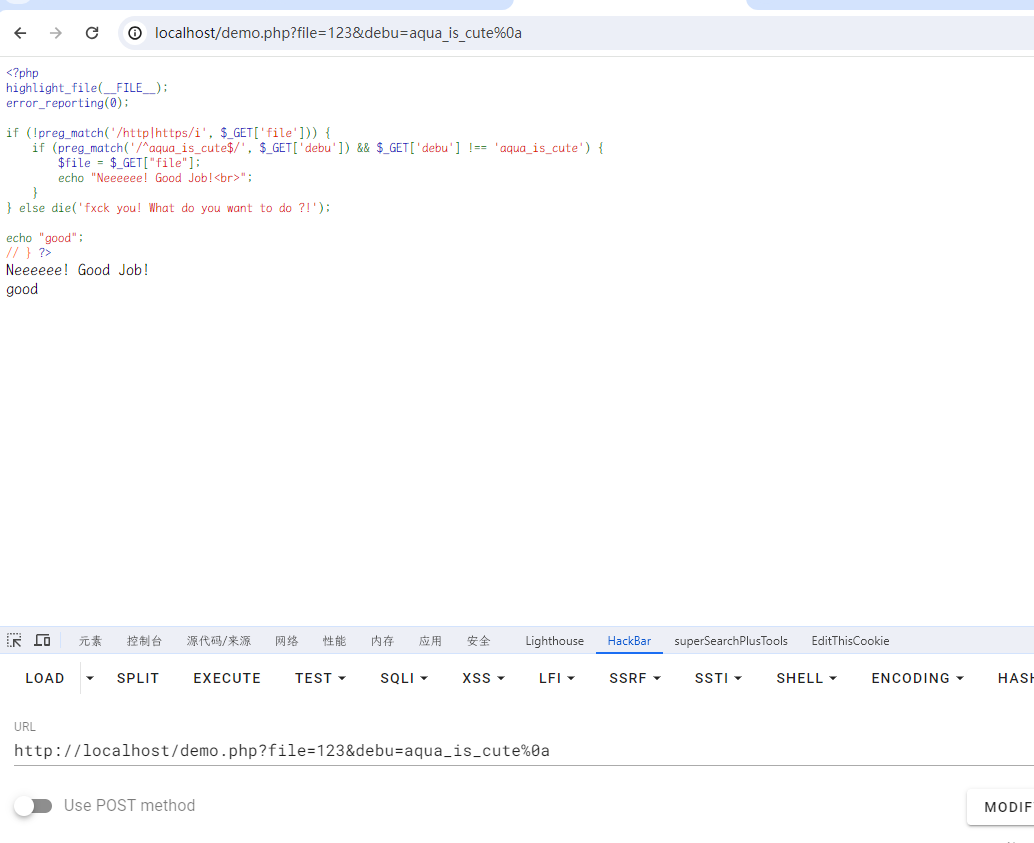 localhost/demo.php?file=123&debu=aqua_is_cute%0a
<?php
highlight_file(__FILE__);
error_reporting(0);
if (!preg_match('/http|https/i', $_GET['file'])) {
if (preg_match('/^aqua_is_cute$/', $_GET['debu']) && $_GET['debu'] !== 'aqua_is_cute') {
$file = $_GET["file"];
echo "Neeeeee! Good Job!<br>";
}
} else die('fxck you! What do you want to do ?!');
echo "good";
// } ?>
Neeeeee! Good Job!
good
元素 控制台 源代码/来源 网络 性能 内存 应用 安全 Lighthouse HackBar superSearchPlusTools EditThisCookie
LOAD SPLIT EXECUTE TEST SQLI XSS LFI SSRF SSTI SHELL ENCODING HASH
URL
http://localhost/demo.php?file=123&debu=aqua_is_cute%0a
Use POST method
MODIF